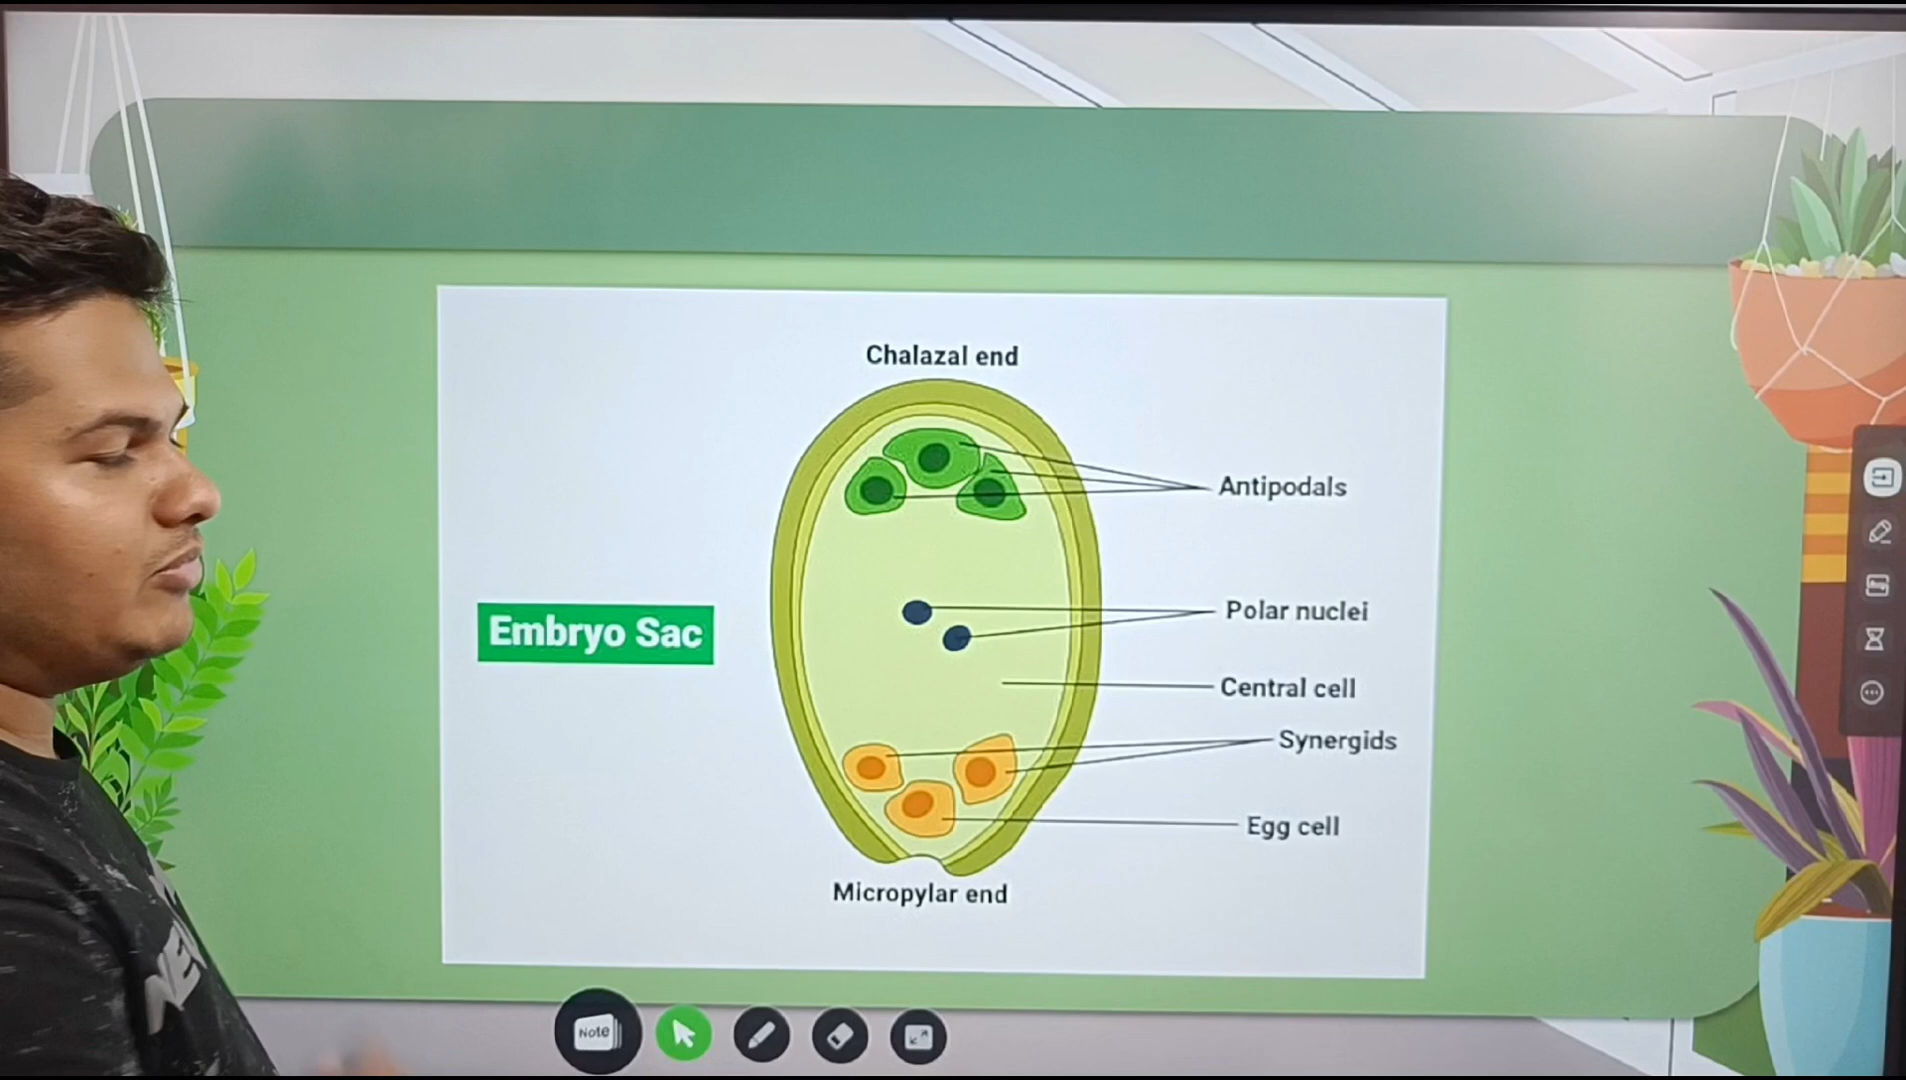 Chalazal end
Antipodals
Polar nuclei
Embryo Sac
Central cell
Synergids
Egg cell
Micropylar end
Note